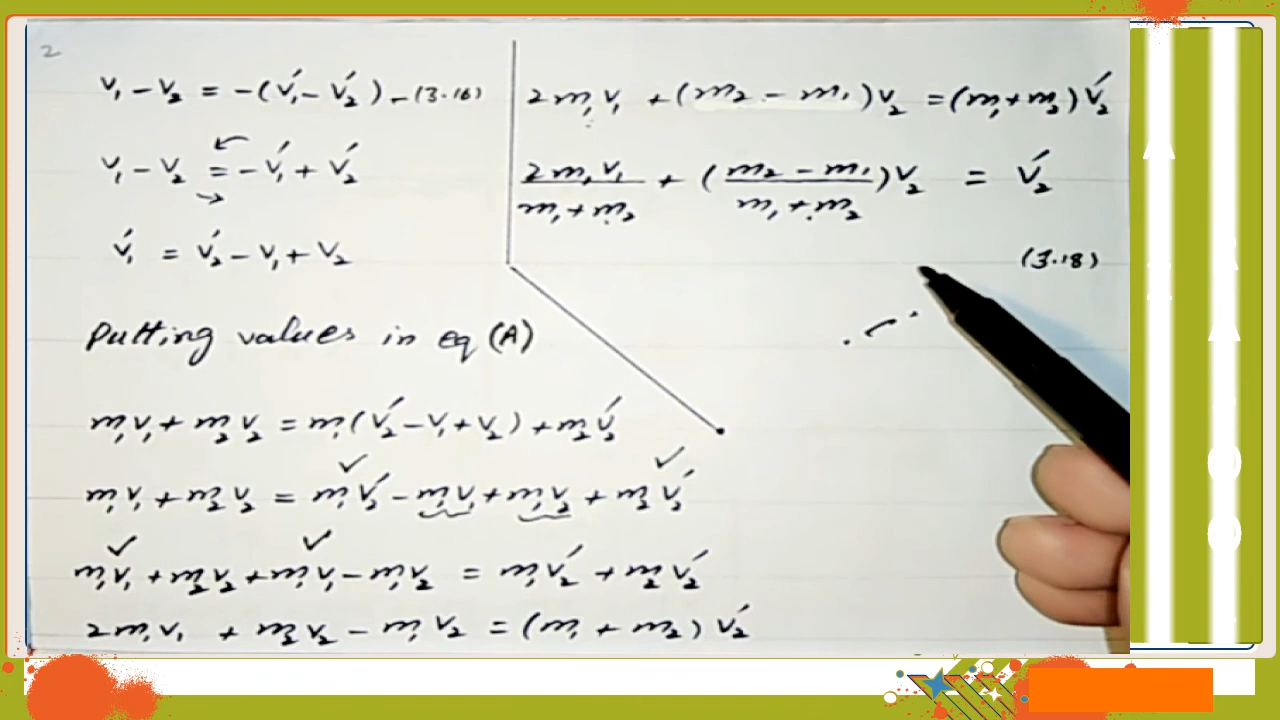 2
v₁ - v₂ = -(v₁′ - v₂′) - (3.16)
v₁ - v₂ = - v₁′ + v₂′
v₁′ = v₂′ - v₁ + v₂
Putting values in eq (A)
m₁v₁ + m₂v₂ = m₁(v₂′ - v₁ + v₂) + m₂v₂′
m₁v₁ + m₂v₂ = m₁v₂′ - m₁v₁ + m₁v₂ + m₂v₂′
m₁v₁ + m₂v₂ + m₁v₁ - m₁v₂ = m₁v₂′ + m₂v₂′
2m₁v₁ + m₂v₂ - m₁v₂ = (m₁ + m₂) v₂′
2m₁v₁ + (m₂ - m₁)v₂ = (m₁ + m₂) v₂′
2m₁v₁/(m₁ + m₂) + ((m₂ - m₁)/(m₁ + m₂))v₂ = v₂′
(3.18)